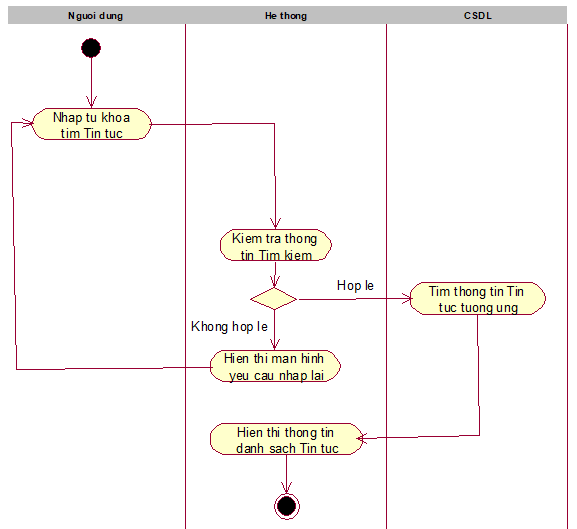 Nguoi dung
He thong
CSDL
Nhap tu khoa
tim Tin tuc
Kiem tra thong
tin Tim kiem
Hop le
Tim thong tin Tin
tuc tuong ung
Khong hop le
Hien thi man hinh
yeu cau nhap lai
Hien thi thong tin
danh sach Tin tuc